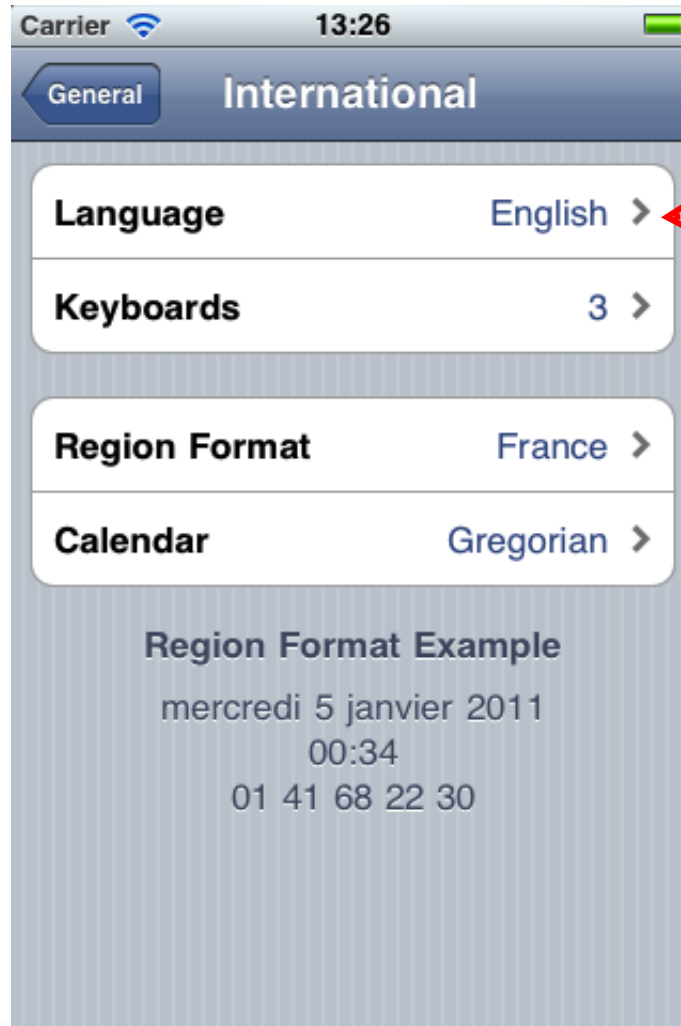 Carrier 13:26
General International
Language English
Keyboards 3
Region Format France
Calendar Gregorian
Region Format Example
mercredi 5 janvier 2011
00:34
01 41 68 22 30